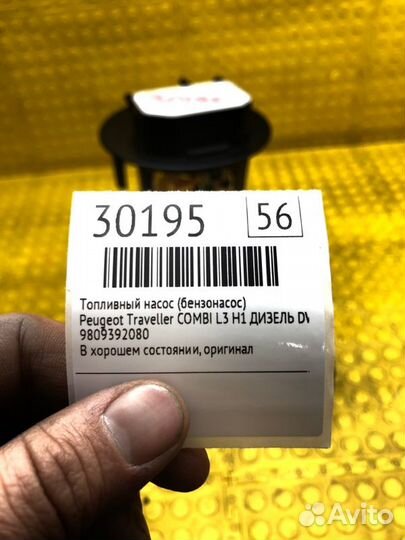 30195 56
Топливный насос (бензонасос)
Peugeot Traveller COMBI L3 H1 ДИЗЕЛЬ
9809392080
В хорошем состоянии, оригинал
Avito